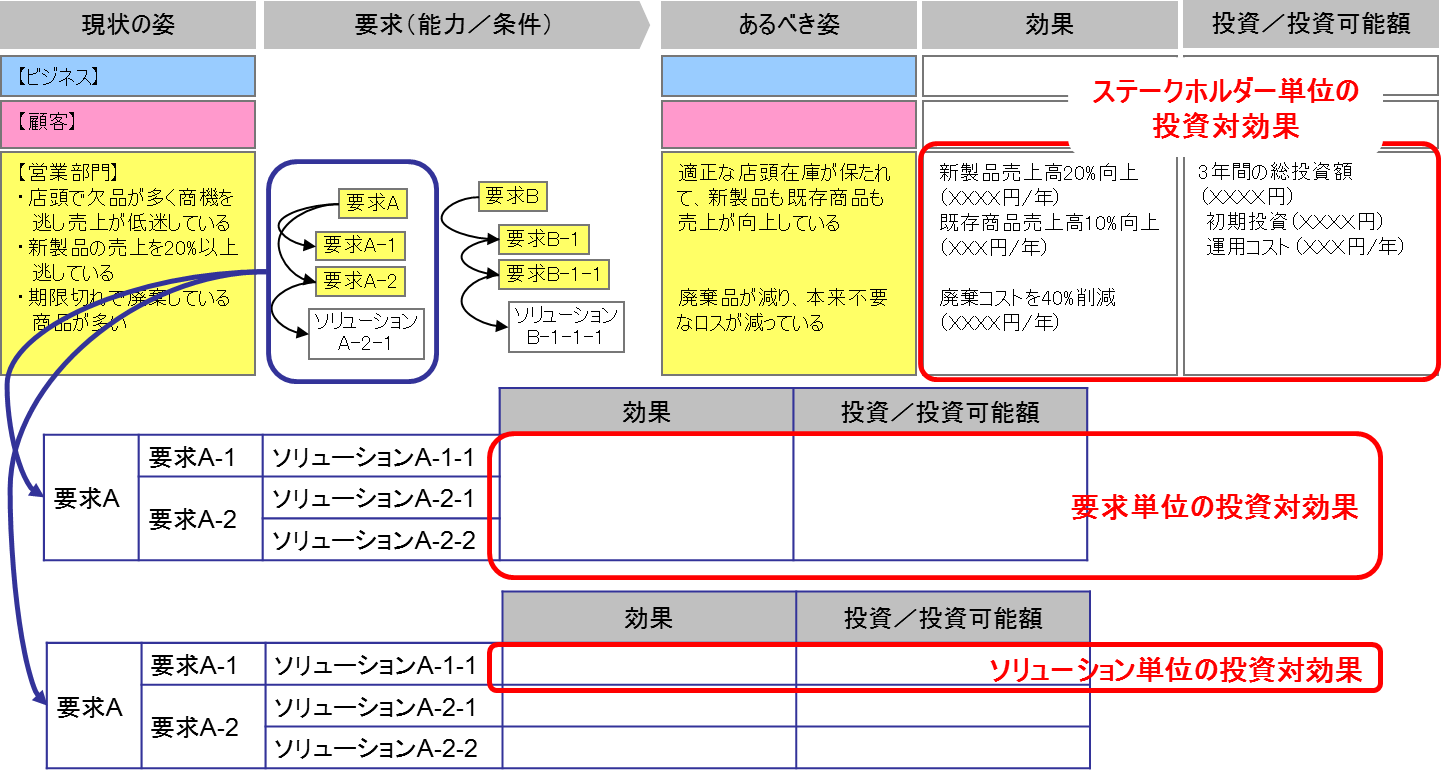 現状の姿
要求（能力／条件）
あるべき姿
効果
投資／投資可能額
【ビジネス】
【顧客】
ステークホルダー単位の
投資対効果
【営業部門】
・店頭で欠品が多く商機を
逃し売上が低迷している
・新製品の売上を20%以上
逃している
・期限切れで廃棄している
商品が多い
要求A
要求A-1
要求A-2
ソリューション
A-2-1
要求B
要求B-1
要求B-1-1
ソリューション
B-1-1-1
適正な店頭在庫が保たれ
て、新製品も既存商品も
売上が向上している
廃棄品が減り、本来不要
なロスが減っている
新製品売上高20%向上
（XXXX円/年）
既存商品売上高10%向上
（XXX円/年）
廃棄コストを40%削減
（XXXX円/年）
3年間の総投資額
（XXXX円）
初期投資（XXXX円）
運用コスト（XXX円/年）
効果
投資／投資可能額
要求A
要求A-1
ソリューションA-1-1
要求A-2
ソリューションA-2-1
ソリューションA-2-2
要求単位の投資対効果
効果
投資／投資可能額
要求A
要求A-1
ソリューションA-1-1
ソリューション単位の投資対効果
要求A-2
ソリューションA-2-1
ソリューションA-2-2